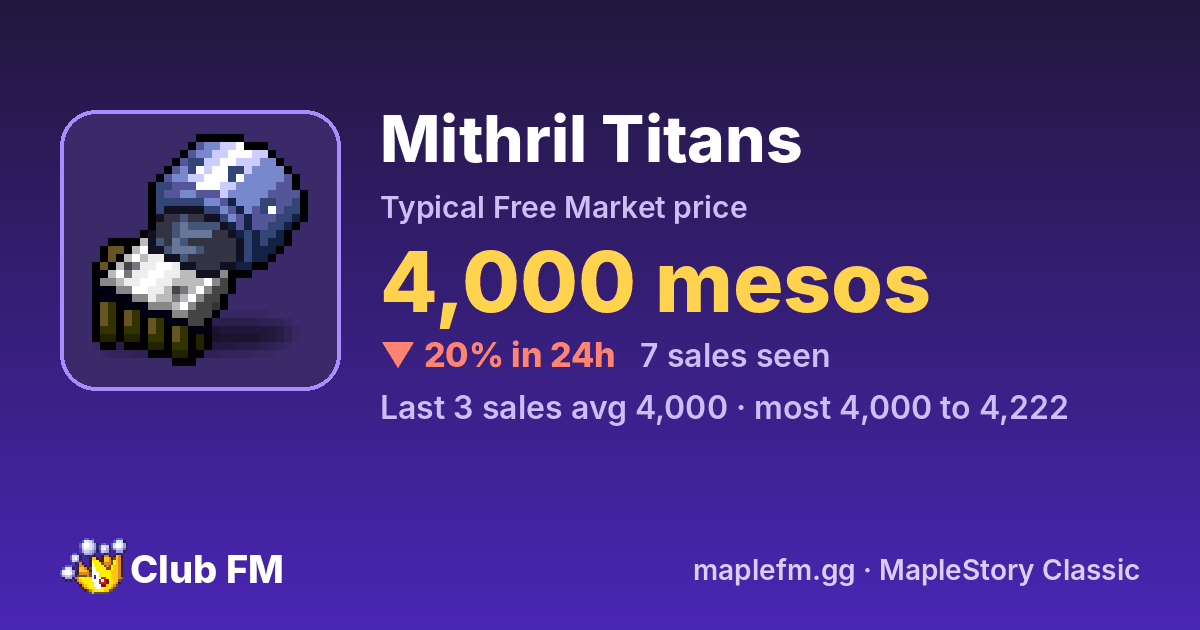 Mithril Titans
Typical Free Market price
4,000 mesos
▼ 20% in 24h 7 sales seen
Last 3 sales avg 4,000 · most 4,000 to 4,222
Club FM
maplefm.gg · MapleStory Classic